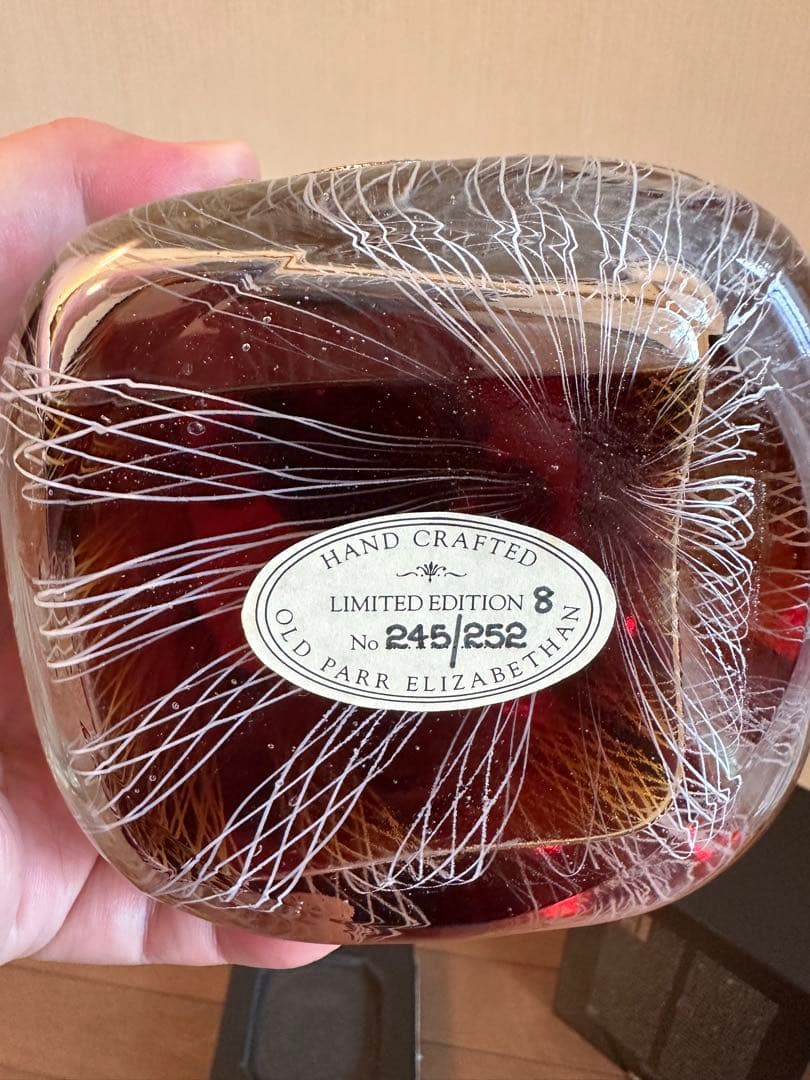 HAND CRAFTED
LIMITED EDITION 8
No 245/252
OLD PARR ELIZABETHAN